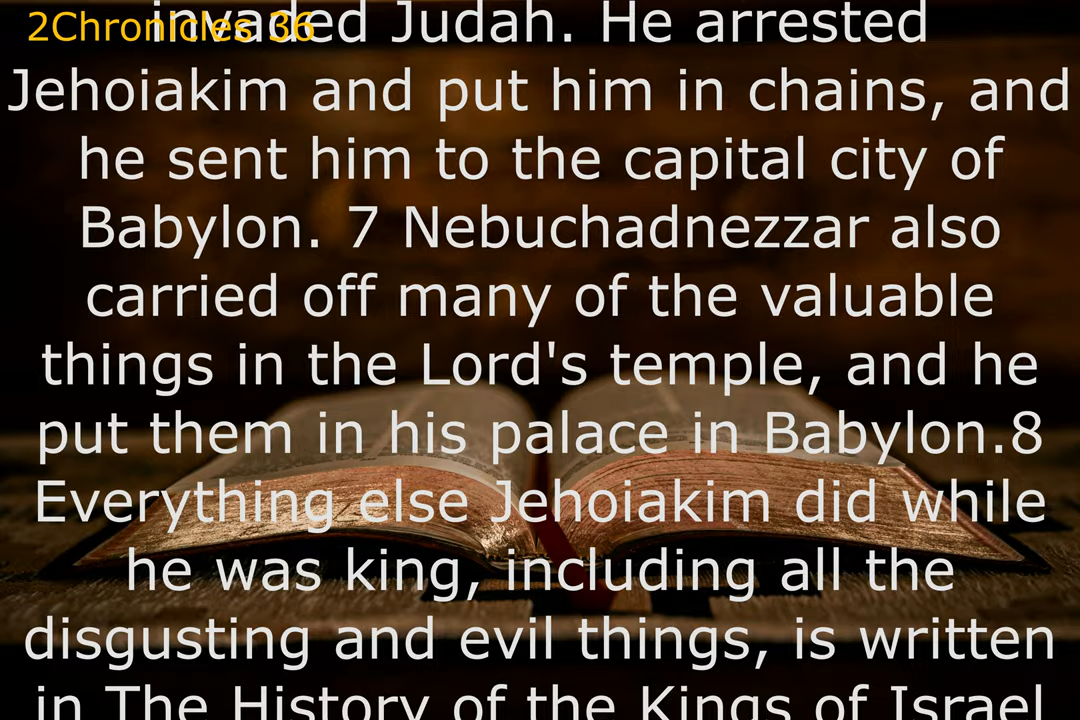 2Chronicles 36
invaded Judah. He arrested
Jehoiakim and put him in chains, and
he sent him to the capital city of
Babylon. 7 Nebuchadnezzar also
carried off many of the valuable
things in the Lord's temple, and he
put them in his palace in Babylon.8
Everything else Jehoiakim did while
he was king, including all the
disgusting and evil things, is written
in The History of the Kings of Israel